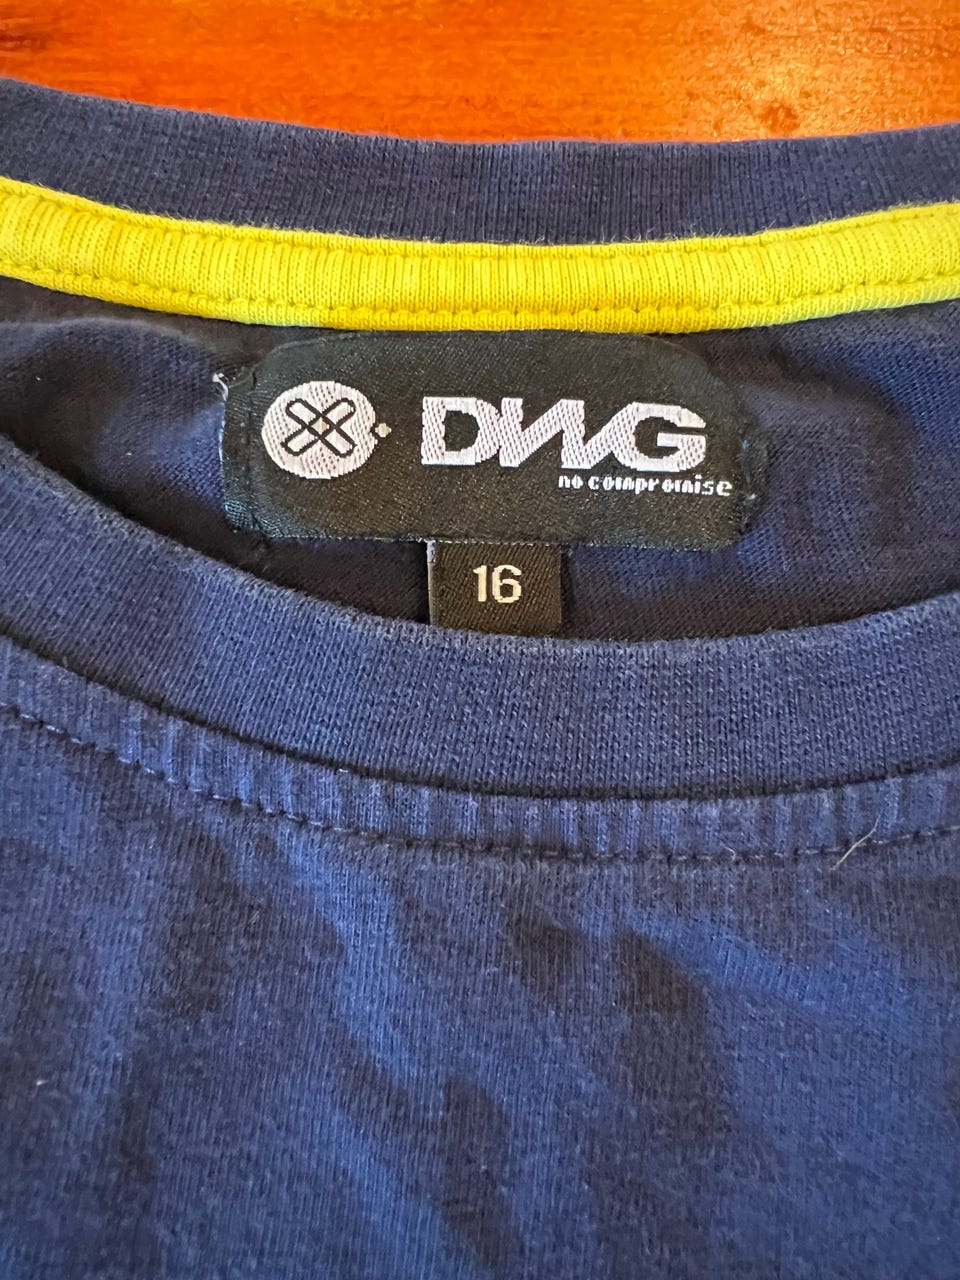 DWG
no compromise
16